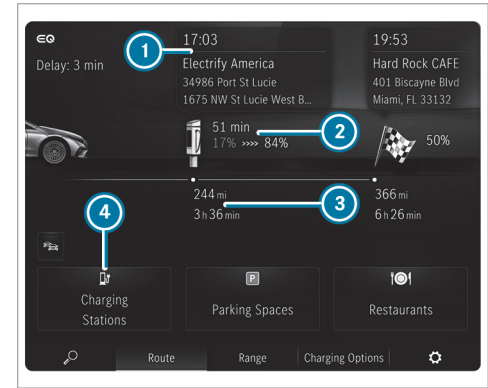 EQ
Delay: 3 min
17:03
Electrify America
34986 Port St Lucie
1675 NW St Lucie West B...
19:53
Hard Rock CAFE
401 Biscayne Blvd
Miami, FL 33132
1
51 min
17% »»» 84%
2
50%
244 mi
3 h 36 min
3
366 mi
6 h 26 min
4
Charging
Stations
P
Parking Spaces
Restaurants
Route
Range
Charging Options